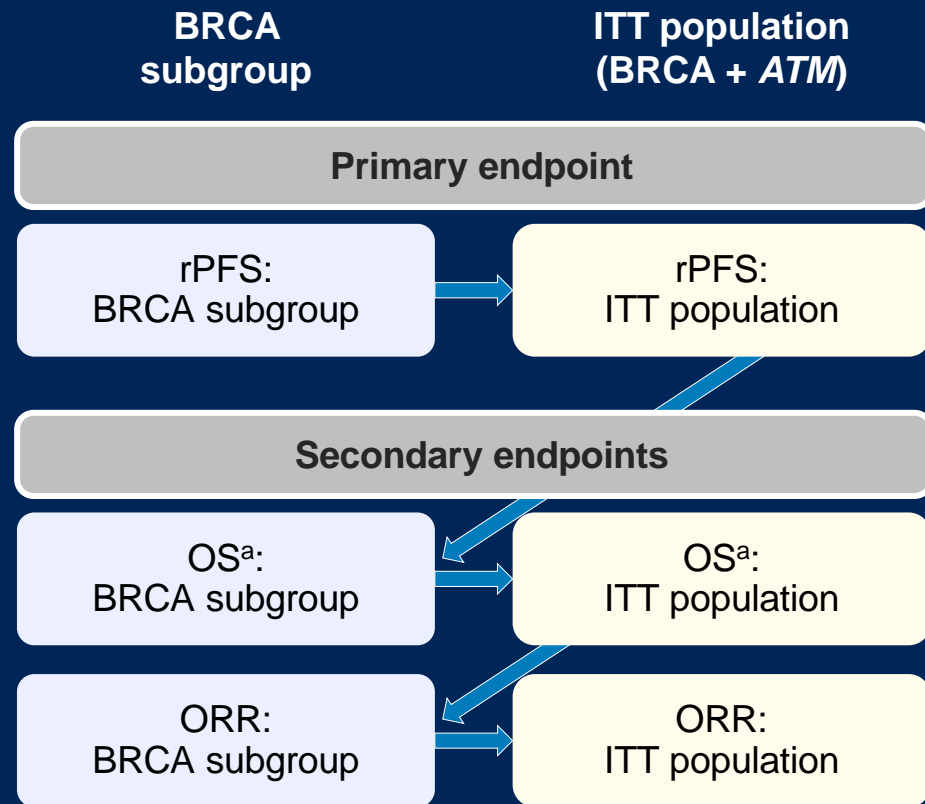 BRCA
subgroup
ITT population
(BRCA + ATM)
Primary endpoint
rPFS:
BRCA subgroup
rPFS:
ITT population
Secondary endpoints
OSᵃ:
BRCA subgroup
OSᵃ:
ITT population
ORR:
BRCA subgroup
ORR:
ITT population